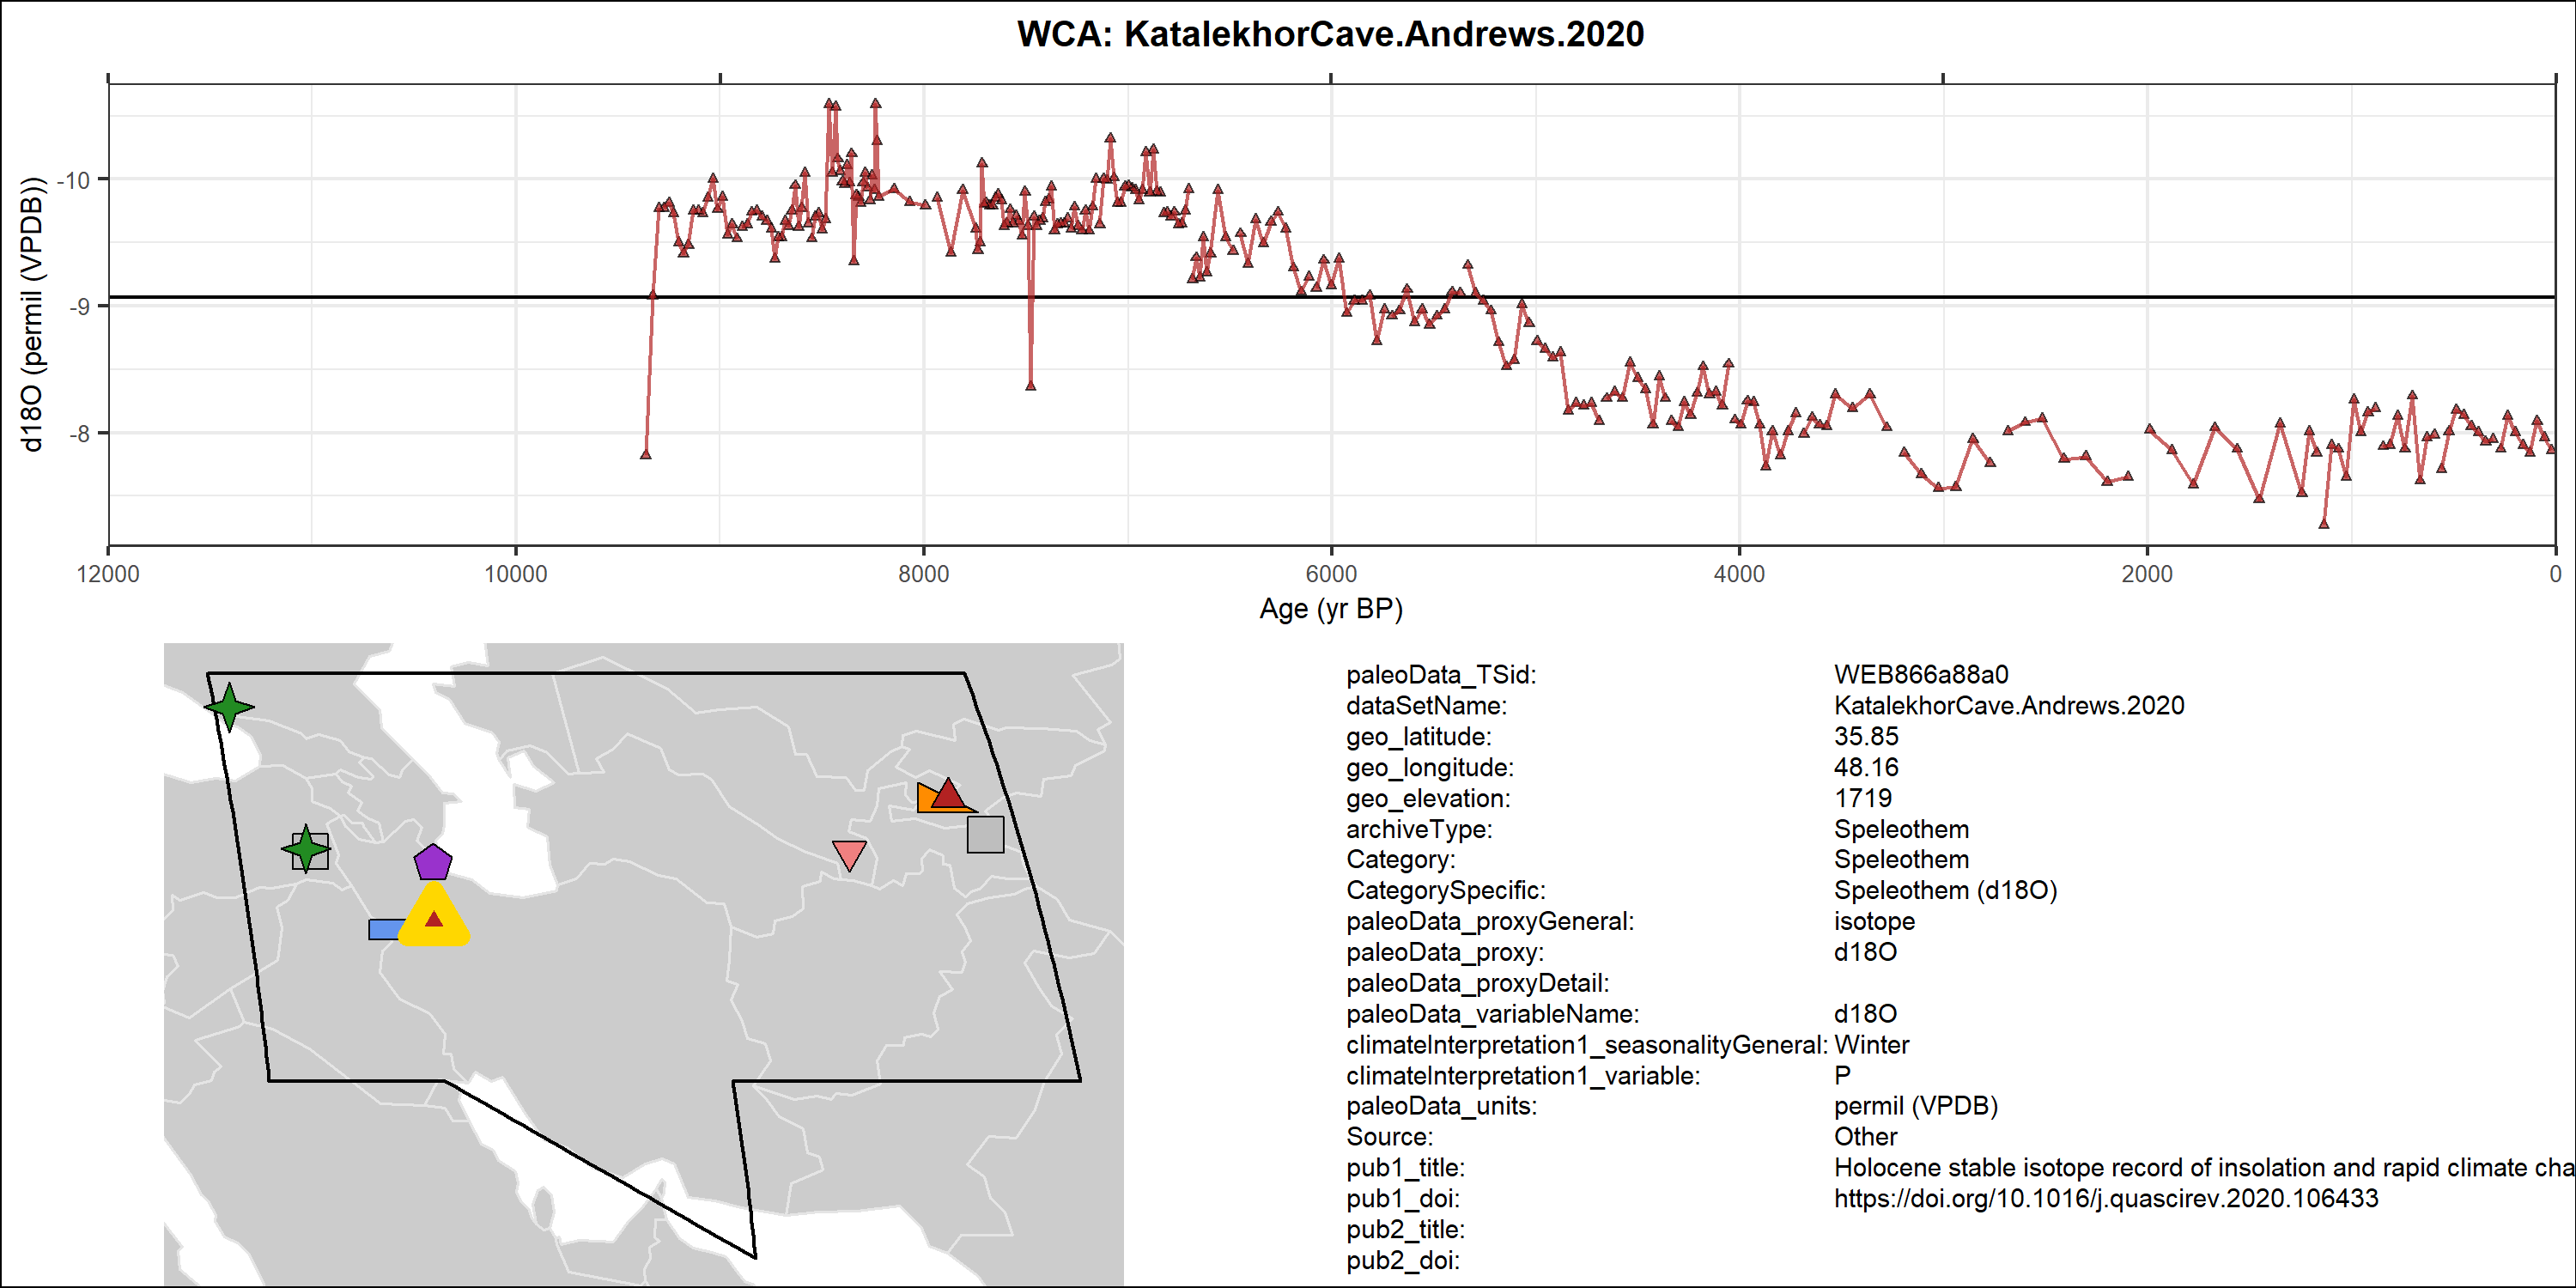 WCA: KatalekhorCave.Andrews.2020
d18O (permil (VPDB))
-10
-9
-8
12000 10000 8000 6000 4000 2000 0
Age (yr BP)
paleoData_TSid: WEB866a88a0
dataSetName: KatalekhorCave.Andrews.2020
geo_latitude: 35.85
geo_longitude: 48.16
geo_elevation: 1719
archiveType: Speleothem
Category: Speleothem
CategorySpecific: Speleothem (d18O)
paleoData_proxyGeneral: isotope
paleoData_proxy: d18O
paleoData_proxyDetail:
paleoData_variableName: d18O
climateInterpretation1_seasonalityGeneral: Winter
climateInterpretation1_variable: P
paleoData_units: permil (VPDB)
Source: Other
pub1_title: Holocene stable isotope record of insolation and rapid climate cha
pub1_doi: https://doi.org/10.1016/j.quascirev.2020.106433
pub2_title:
pub2_doi: